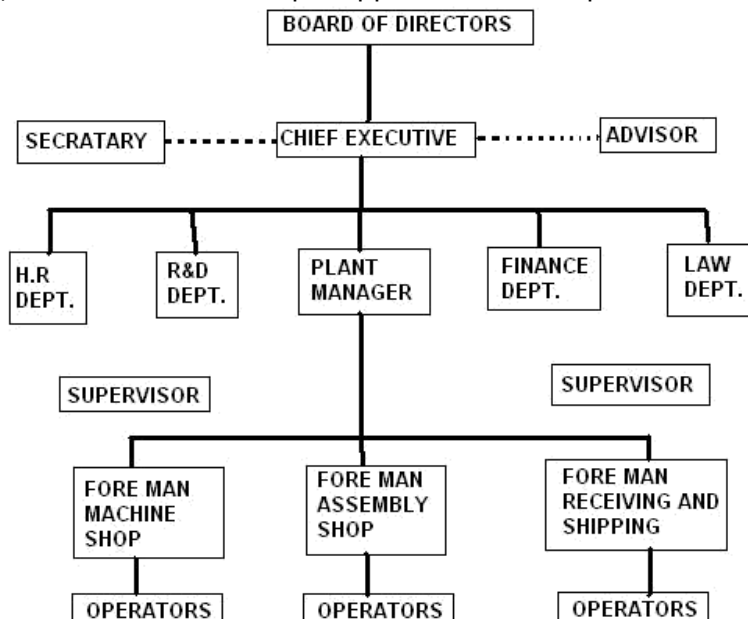 BOARD OF DIRECTORS
SECRATARY
CHIEF EXECUTIVE
ADVISOR
H.R
DEPT.
R&D
DEPT.
PLANT
MANAGER
FINANCE
DEPT.
LAW
DEPT.
SUPERVISOR
SUPERVISOR
FORE MAN
MACHINE
SHOP
FORE MAN
ASSEMBLY
SHOP
FORE MAN
RECEIVING AND
SHIPPING
OPERATORS
OPERATORS
OPERATORS